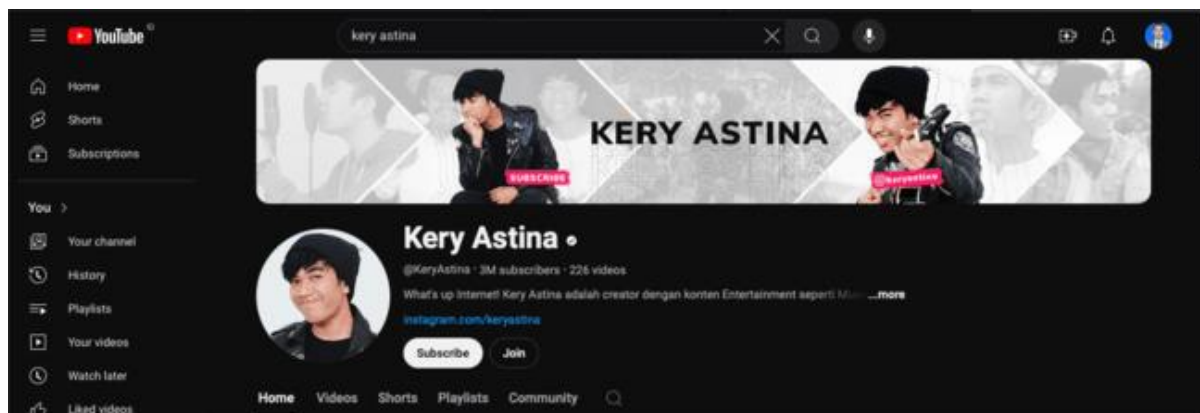 YouTube ID
kery astina
Home
Shorts
Subscriptions
You
Your channel
History
Playlists
Your videos
Watch later
Liked videos
KERY ASTINA
SUBSCRIBE
@keryastina
Kery Astina
@KeryAstina · 3M subscribers · 226 videos
What's up Internet! Kery Astina adalah creator dengan konten Entertainment seperti ...more
instagram.com/keryastina
Subscribe Join
Home Videos Shorts Playlists Community